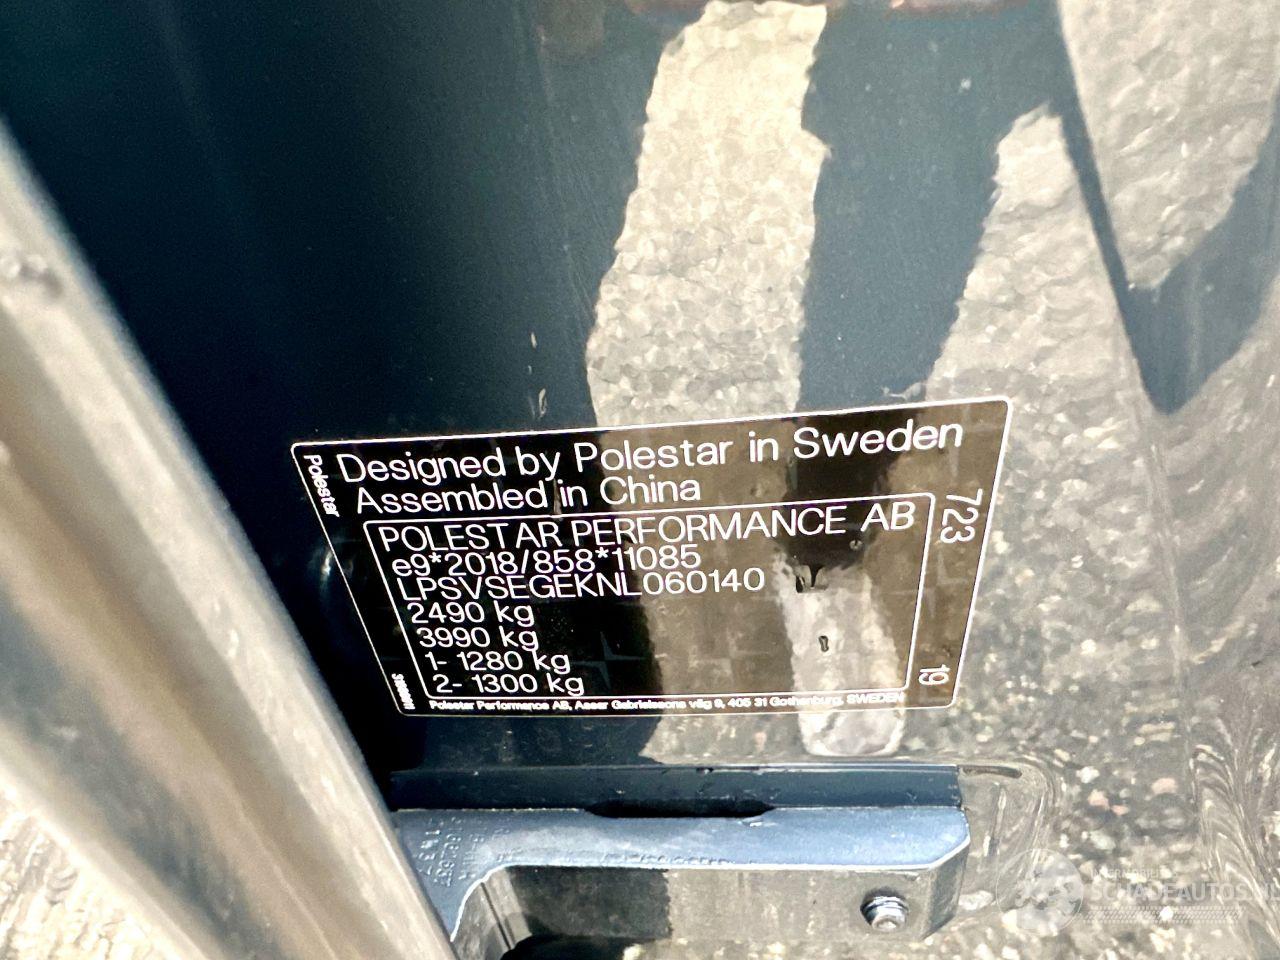 Designed by Polestar in Sweden
Assembled in China
Polestar
POLESTAR PERFORMANCE AB
e9*2018/858*11085
LPSVSEGEKNL060140
2490 kg
3990 kg
1- 1280 kg
2- 1300 kg
723
19
Polestar Performance AB, Assar Gabrielssons väg 9, 405 31 Gothenburg, SWEDEN
SCHADEAUTOS.NL